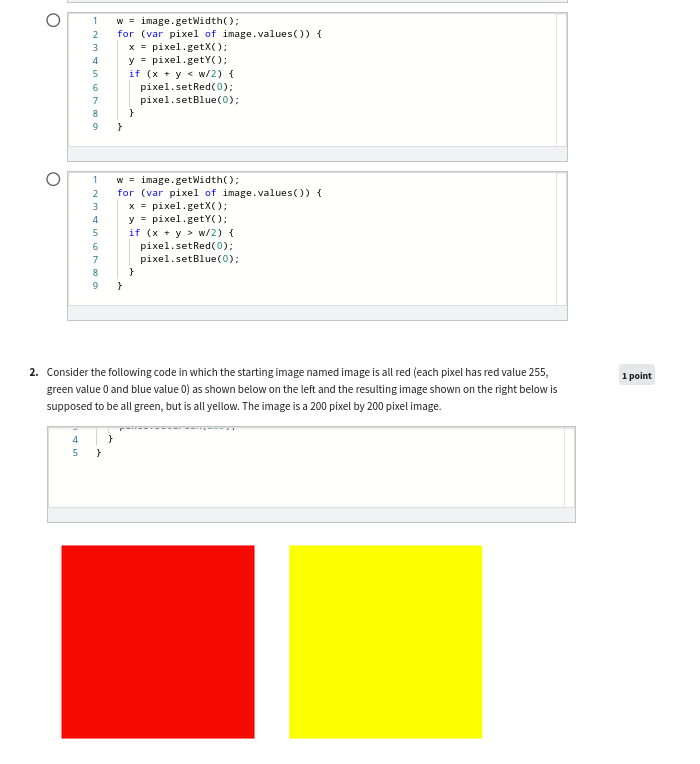 1 w = image.getWidth();
2 for (var pixel of image.values()) {
3 x = pixel.getX();
4 y = pixel.getY();
5 if (x + y < w/2) {
6 pixel.setRed(0);
7 pixel.setBlue(0);
8 }
9 }
1 w = image.getWidth();
2 for (var pixel of image.values()) {
3 x = pixel.getX();
4 y = pixel.getY();
5 if (x + y > w/2) {
6 pixel.setRed(0);
7 pixel.setBlue(0);
8 }
9 }
2. Consider the following code in which the starting image named image is all red (each pixel has red value 255,
1 point
green value 0 and blue value 0) as shown below on the left and the resulting image shown on the right below is
supposed to be all green, but is all yellow. The image is a 200 pixel by 200 pixel image.
4 }
5 }